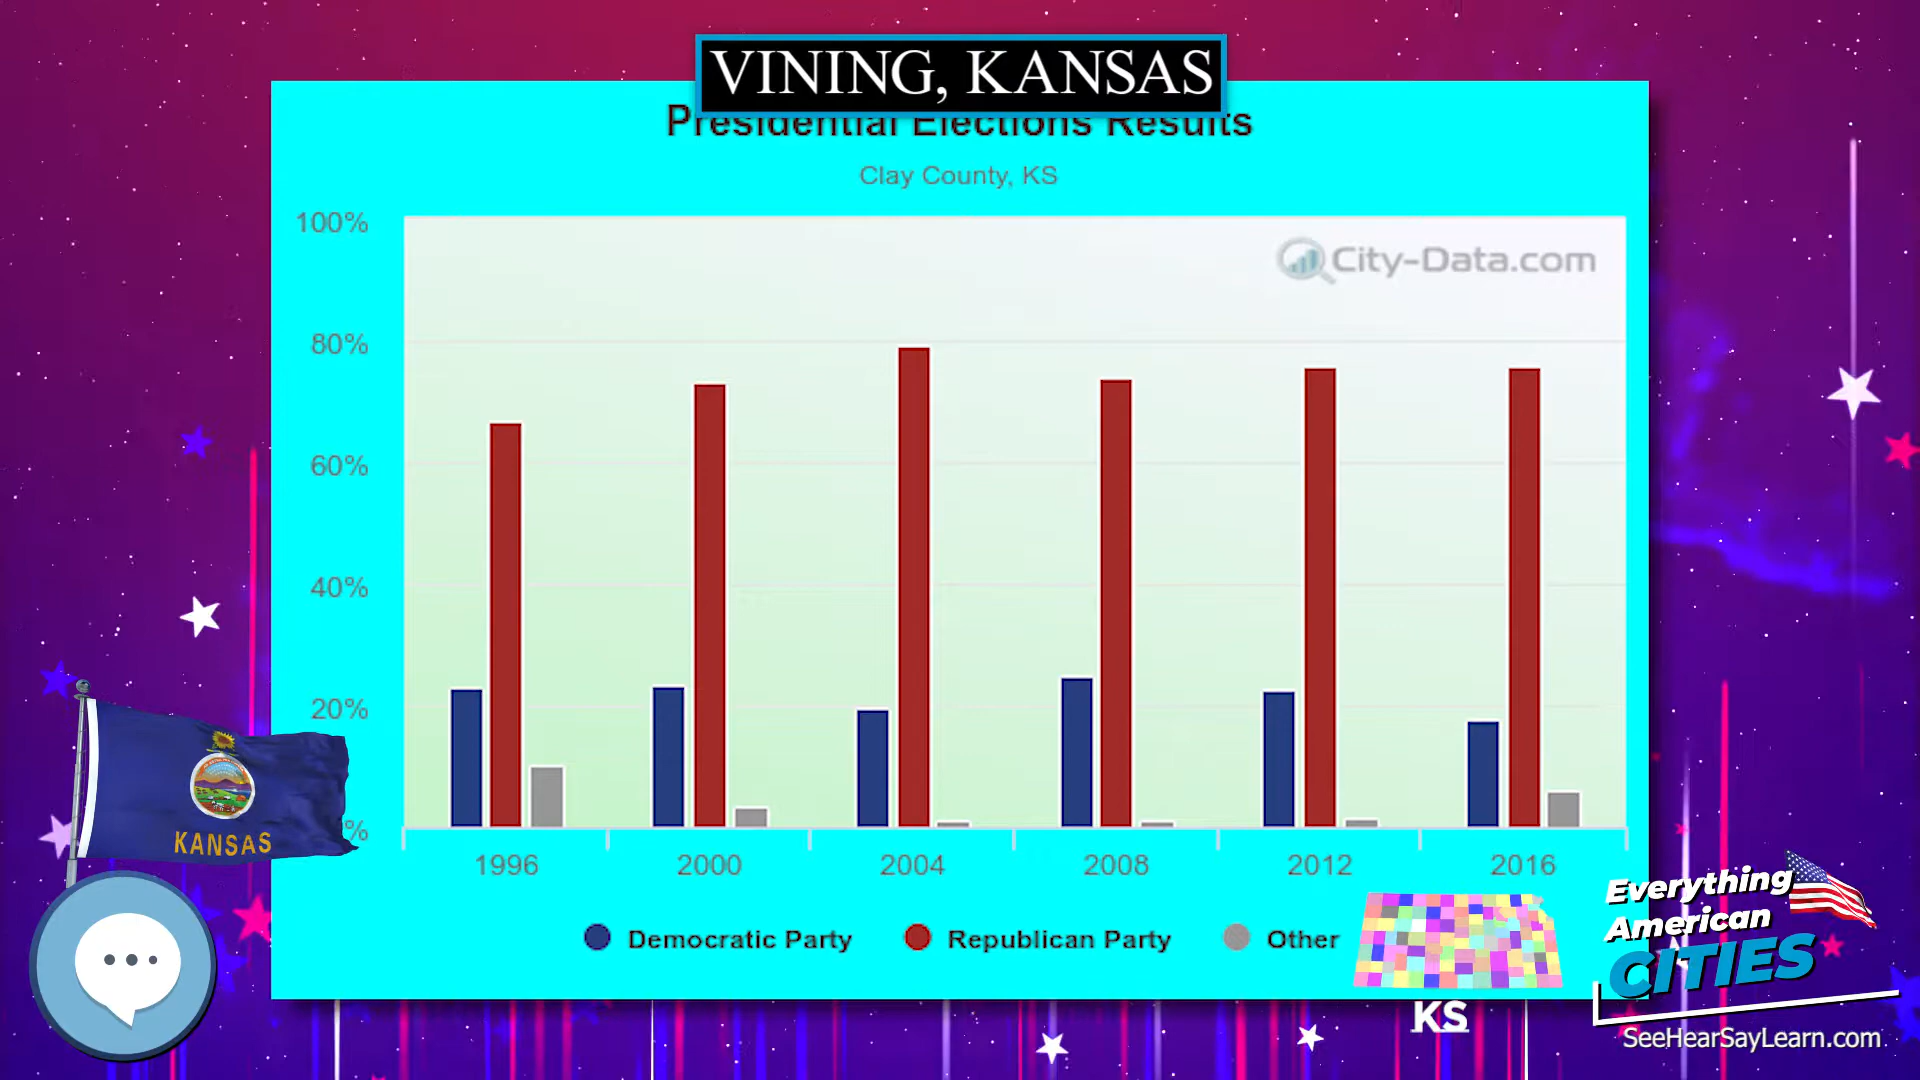 VINING, KANSAS
Presidential Elections Results
Clay County, KS
City-Data.com
100%
80%
60%
40%
20%
%
1996 2000 2004 2008 2012 2016
Democratic Party Republican Party Other
KANSAS
KS
Everything
American
CITIES
SeeHearSayLearn.com